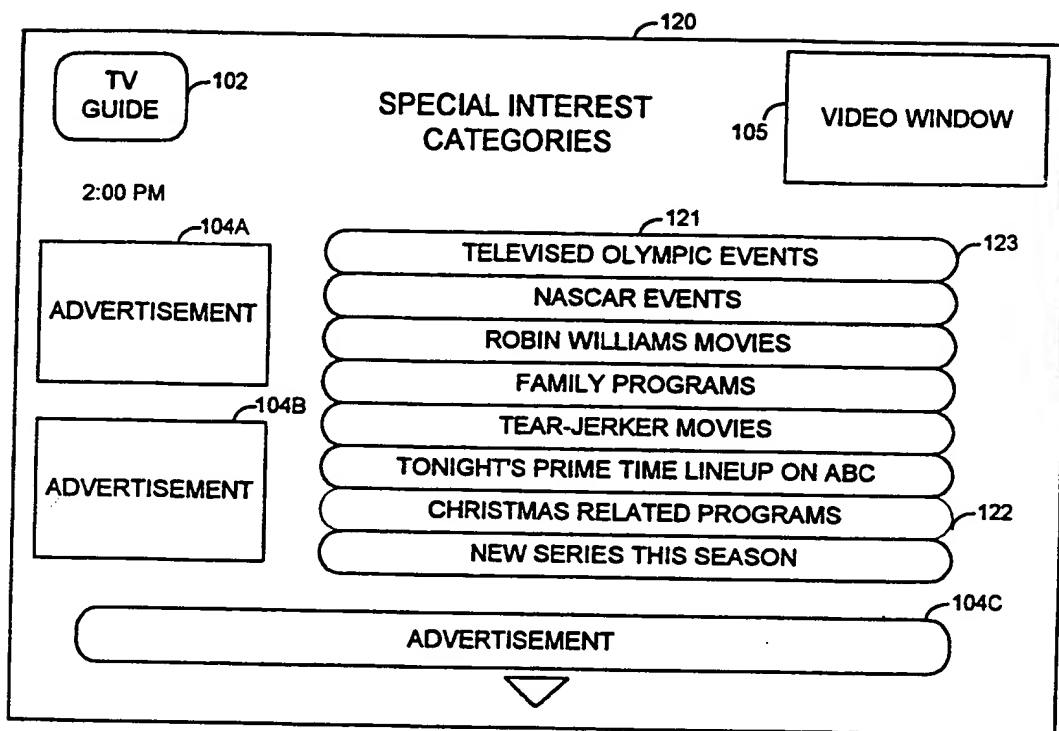 120
TV
GUIDE
102
SPECIAL INTEREST
CATEGORIES
105
VIDEO WINDOW
2:00 PM
104A
ADVERTISEMENT
104B
ADVERTISEMENT
121
123
TELEVISED OLYMPIC EVENTS
NASCAR EVENTS
ROBIN WILLIAMS MOVIES
FAMILY PROGRAMS
TEAR-JERKER MOVIES
TONIGHT'S PRIME TIME LINEUP ON ABC
CHRISTMAS RELATED PROGRAMS
122
NEW SERIES THIS SEASON
104C
ADVERTISEMENT